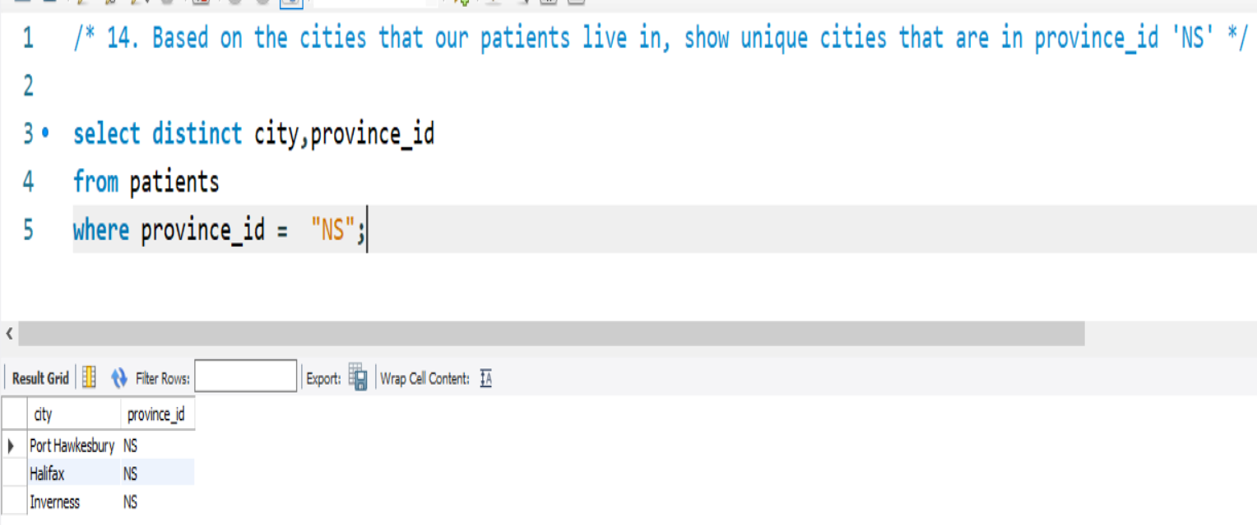 1 /* 14. Based on the cities that our patients live in, show unique cities that are in province_id 'NS' */
2
3 select distinct city,province_id
4 from patients
5 where province_id =  "NS";
Result Grid Filter Rows: Export: Wrap Cell Content: IA
city province_id
Port Hawkesbury NS
Halifax NS
Inverness NS